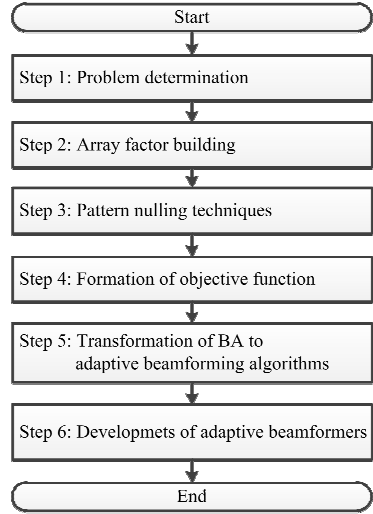 Start
Step 1: Problem determination
Step 2: Array factor building
Step 3: Pattern nulling techniques
Step 4: Formation of objective function
Step 5: Transformation of BA to
adaptive beamforming algorithms
Step 6: Developmets of adaptive beamformers
End